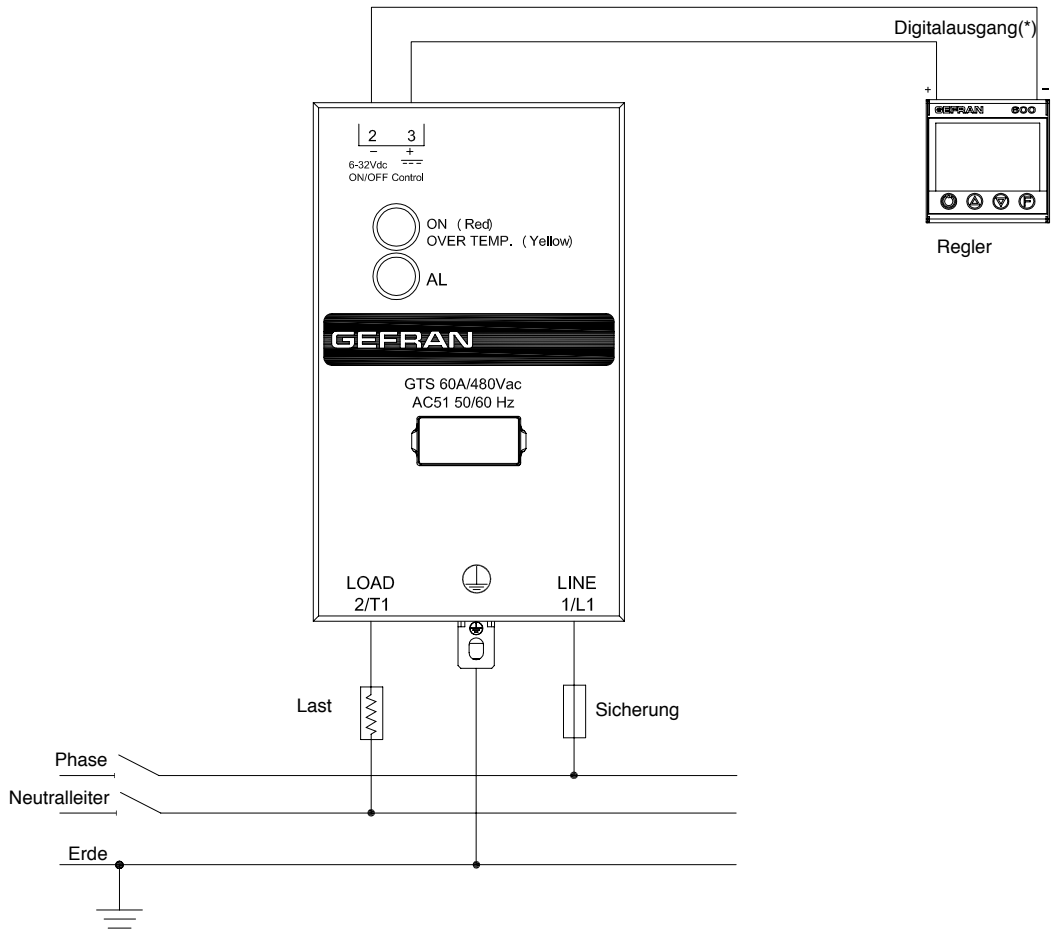 Digitalausgang(*)
+ −
GEFRAN 600
F
Regler
2 3
− +
6-32Vdc
ON/OFF Control
ON (Red)
OVER TEMP. (Yellow)
AL
GEFRAN
GTS 60A/480Vac
AC51 50/60 Hz
LOAD
2/T1
LINE
1/L1
Last
Sicherung
Phase
Neutralleiter
Erde